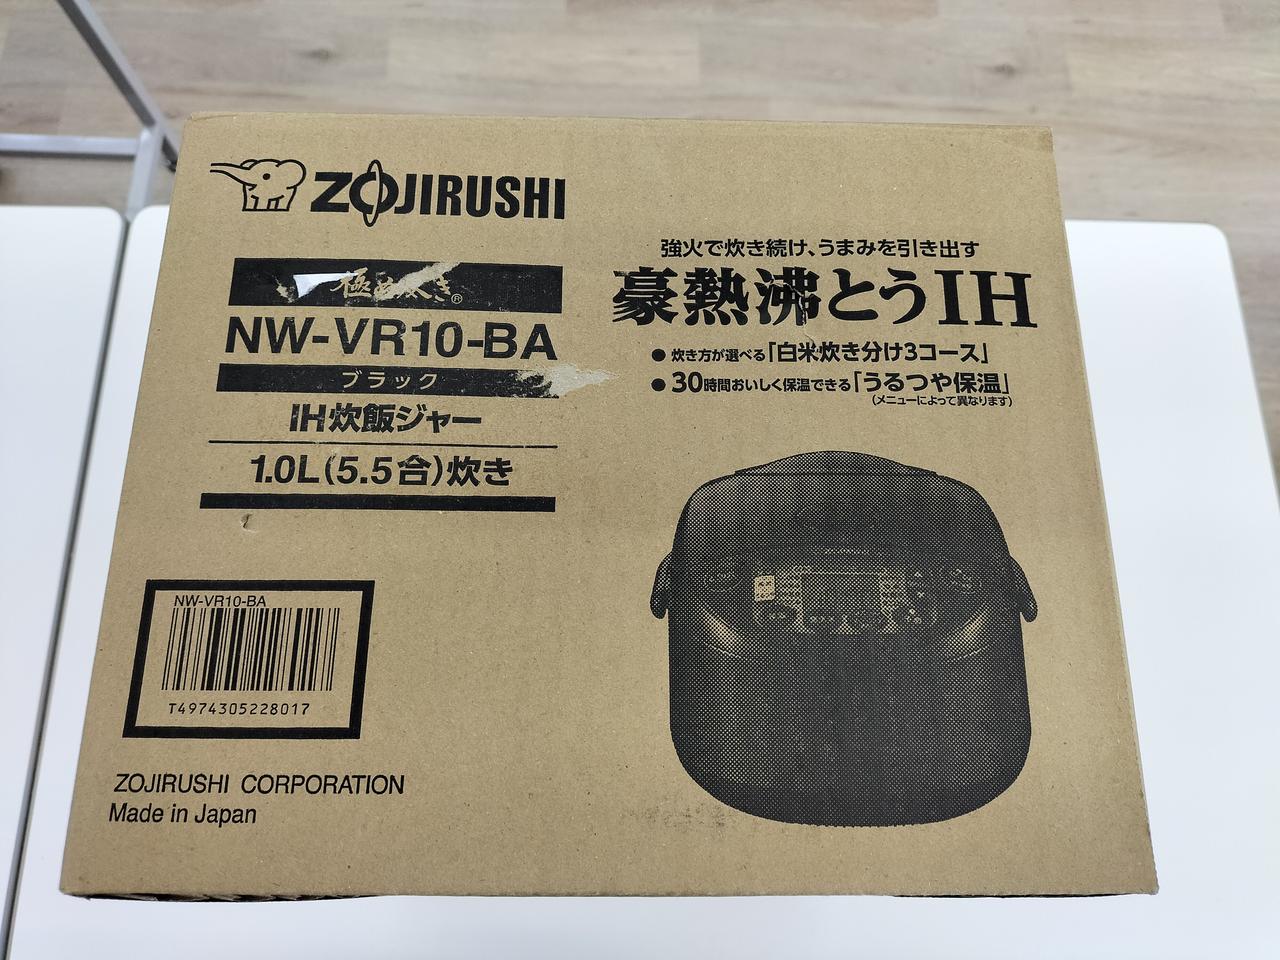 ZOJIRUSHI
極め炊き®
NW-VR10-BA
ブラック
IH炊飯ジャー
1.0L(5.5合)炊き
強火で炊き続け、うまみを引き出す
豪熱沸とうIH
● 炊き方が選べる「白米炊き分け3コース」
● 30時間おいしく保温できる「うるつや保温」
(メニューによって異なります)
NW-VR10-BA
T4974305228017
ZOJIRUSHI CORPORATION
Made in Japan